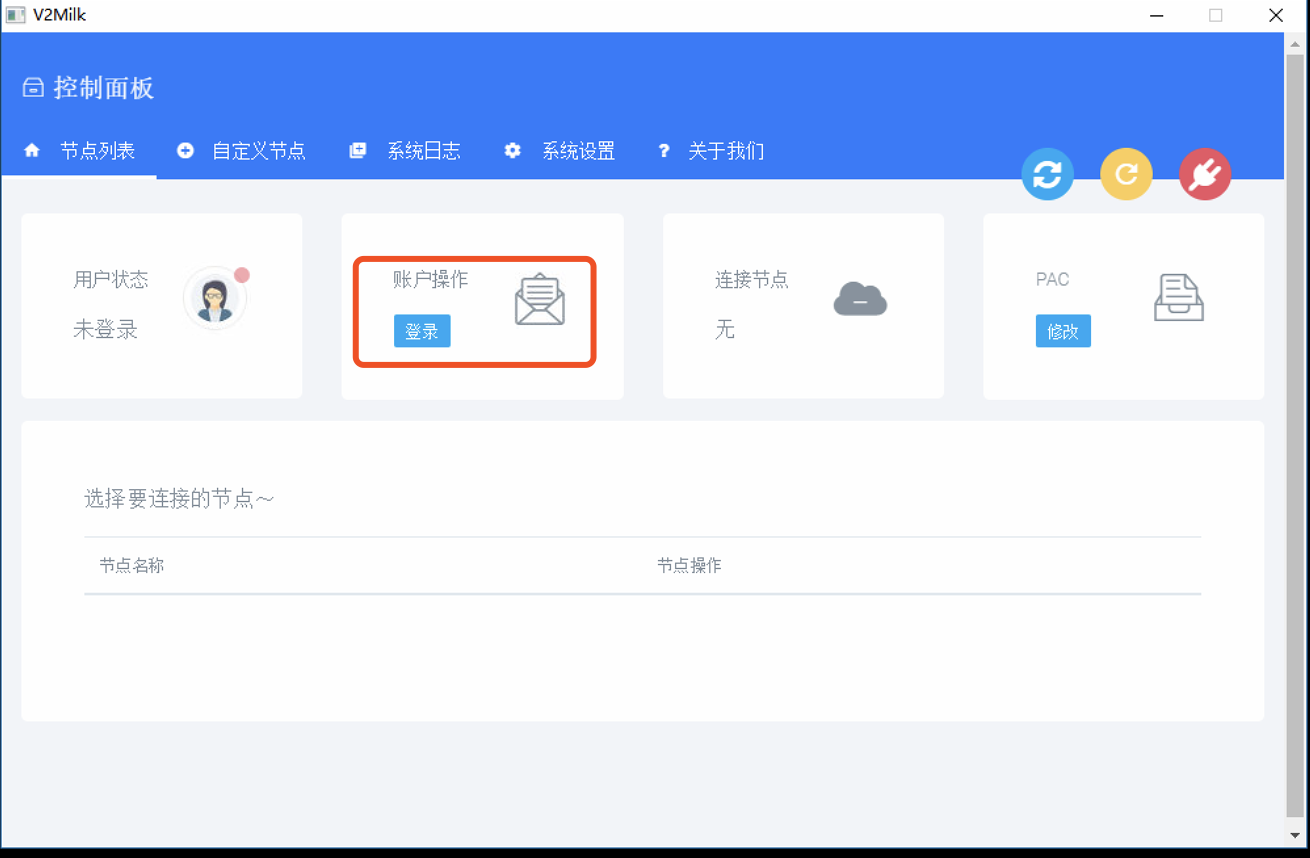 V2Milk
控制面板
节点列表 自定义节点 系统日志 系统设置 ? 关于我们
用户状态
未登录
账户操作
登录
连接节点
无
PAC
修改
选择要连接的节点～
节点名称 节点操作